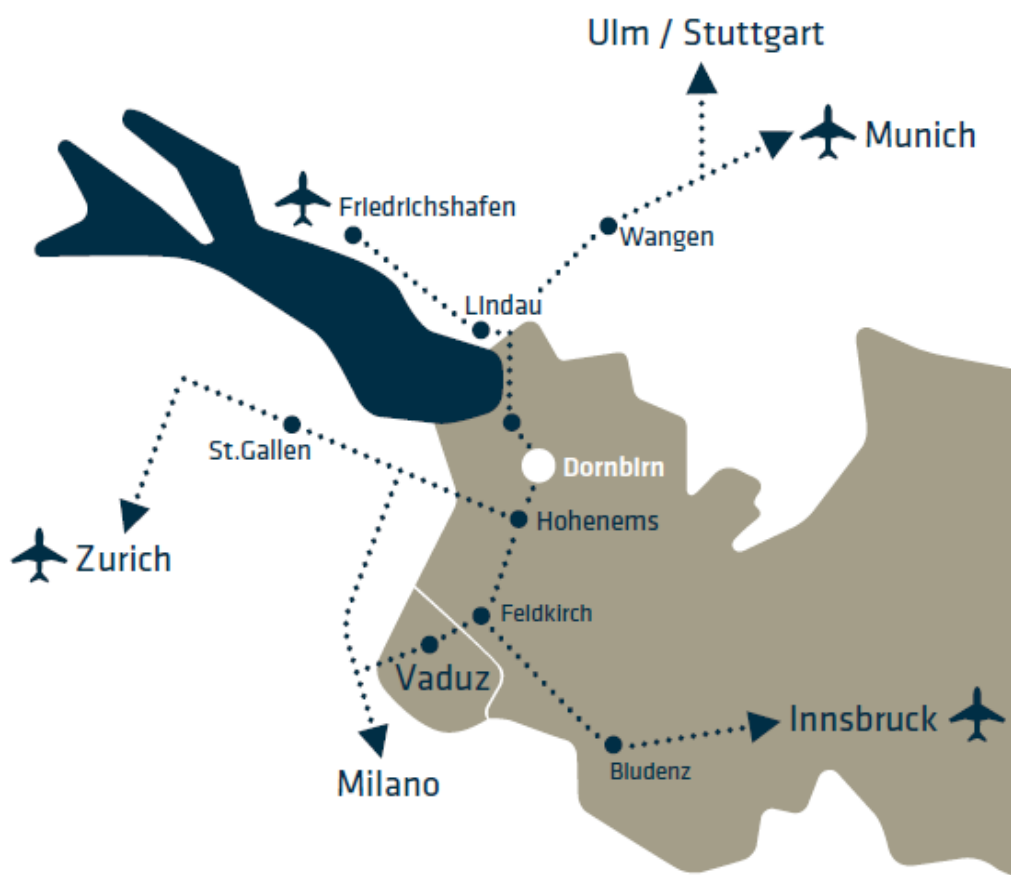 Ulm / Stuttgart
Munich
Friedrichshafen
Wangen
Lindau
St.Gallen
Dornbirn
Hohenems
Zurich
Feldkirch
Vaduz
Innsbruck
Bludenz
Milano